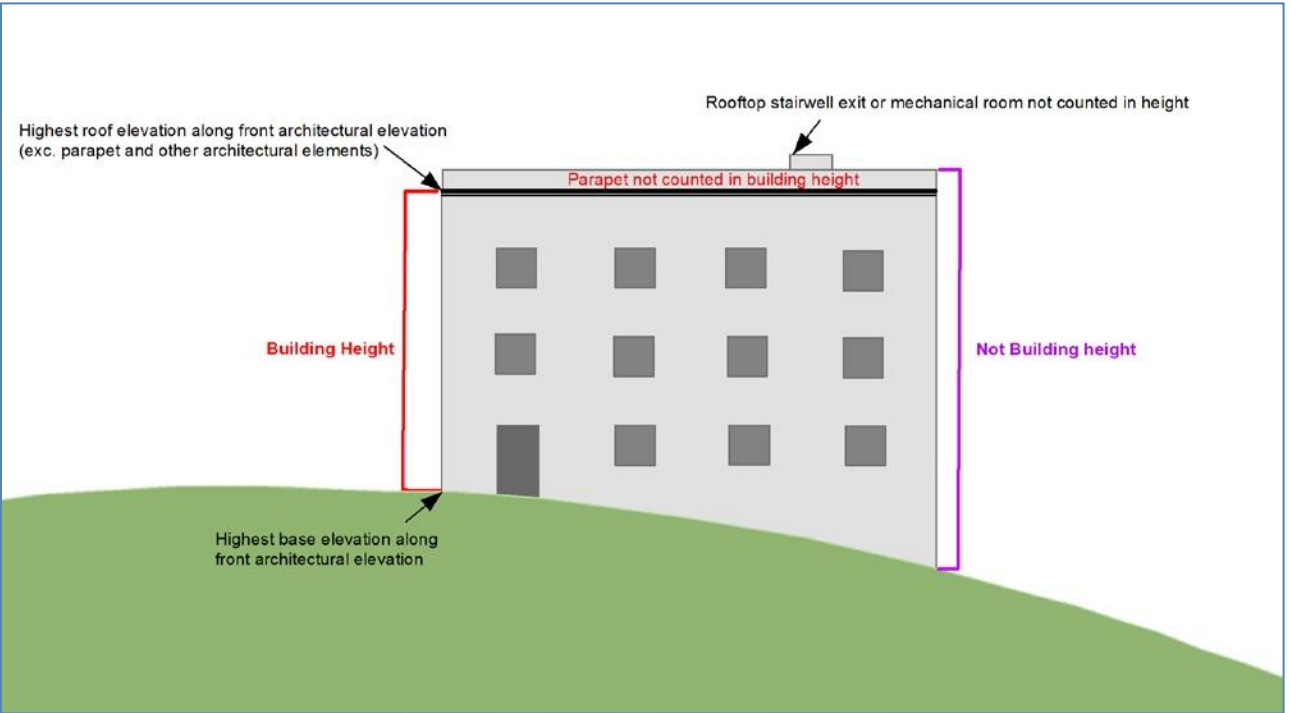 Rooftop stairwell exit or mechanical room not counted in height
Highest roof elevation along front architectural elevation
(exc. parapet and other architectural elements)
Parapet not counted in building height
Building Height
Not Building height
Highest base elevation along
front architectural elevation